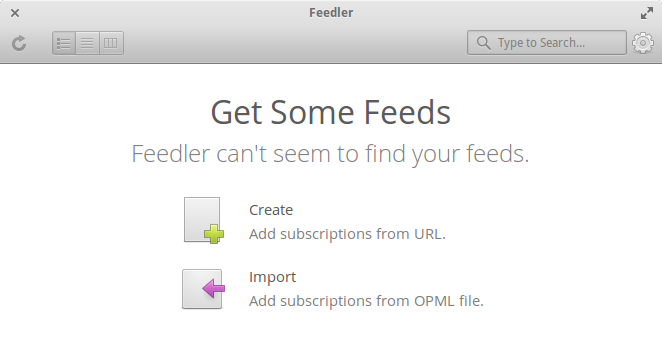 Feedler
Type to Search...
Get Some Feeds
Feedler can't seem to find your feeds.
Create
Add subscriptions from URL.
Import
Add subscriptions from OPML file.